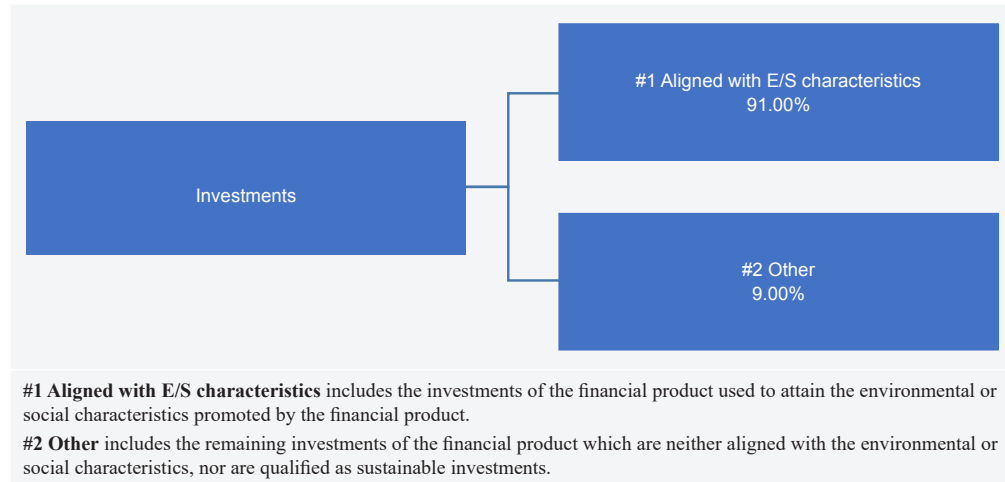 #1 Aligned with E/S characteristics
91.00%
Investments
#2 Other
9.00%
#1 Aligned with E/S characteristics includes the investments of the financial product used to attain the environmental or
social characteristics promoted by the financial product.
#2 Other includes the remaining investments of the financial product which are neither aligned with the environmental or
social characteristics, nor are qualified as sustainable investments.